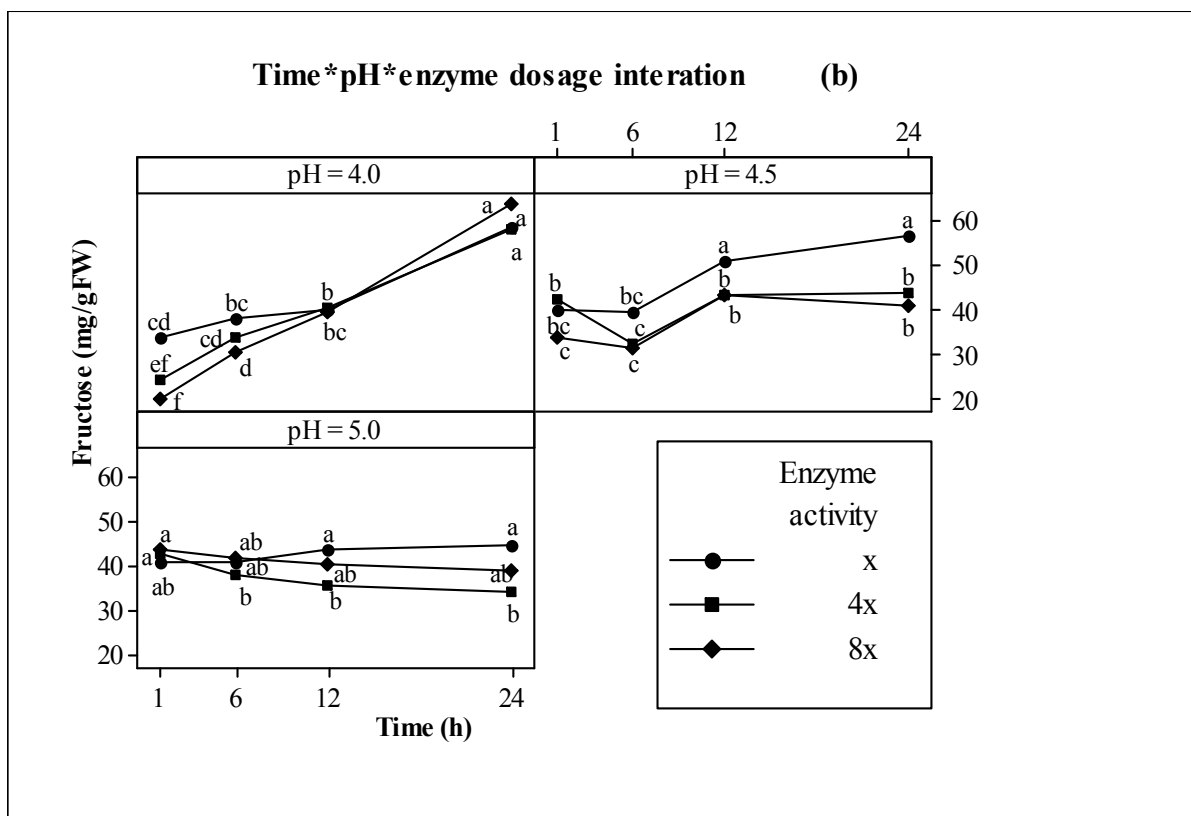 Time*pH*enzyme dosage interation (b)
1 6 12 24
pH = 4.0 pH = 4.5
a a a
b
bc
cd
cd
ef
bc
d
f
a
a
b b
bc
b
b
bc c
c
c
b
60
50
40
30
20
Fructose (mg/gFW)
pH = 5.0
60
50
40
30
20
a ab a a
a ab ab ab
ab b b b
1 6 12 24
Time (h)
Enzyme
activity
x
4x
8x